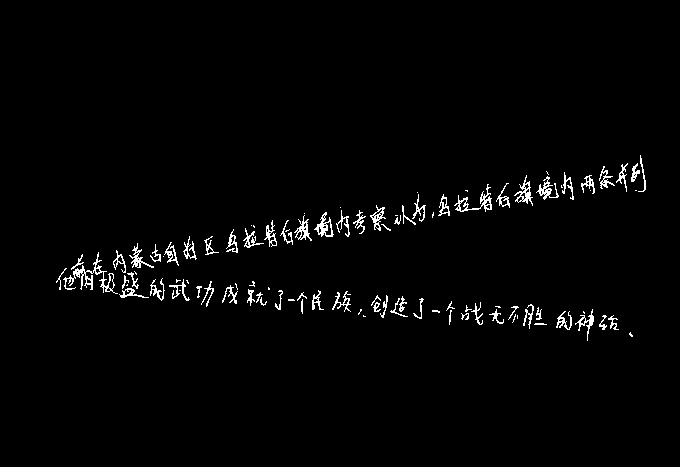 前在内蒙古自治区乌拉特后旗境内考察认为,乌拉特后旗境内两条并列
他们极盛的武功成就了一个民族,创造了一个战无不胜的神话、